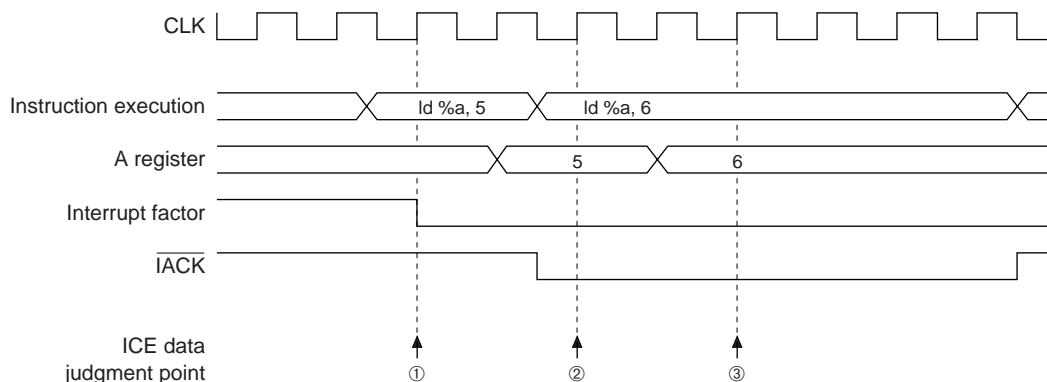 CLK
Instruction execution
ld %a, 5
ld %a, 6
A register
5
6
Interrupt factor
IACK
ICE data
judgment point
①
②
③